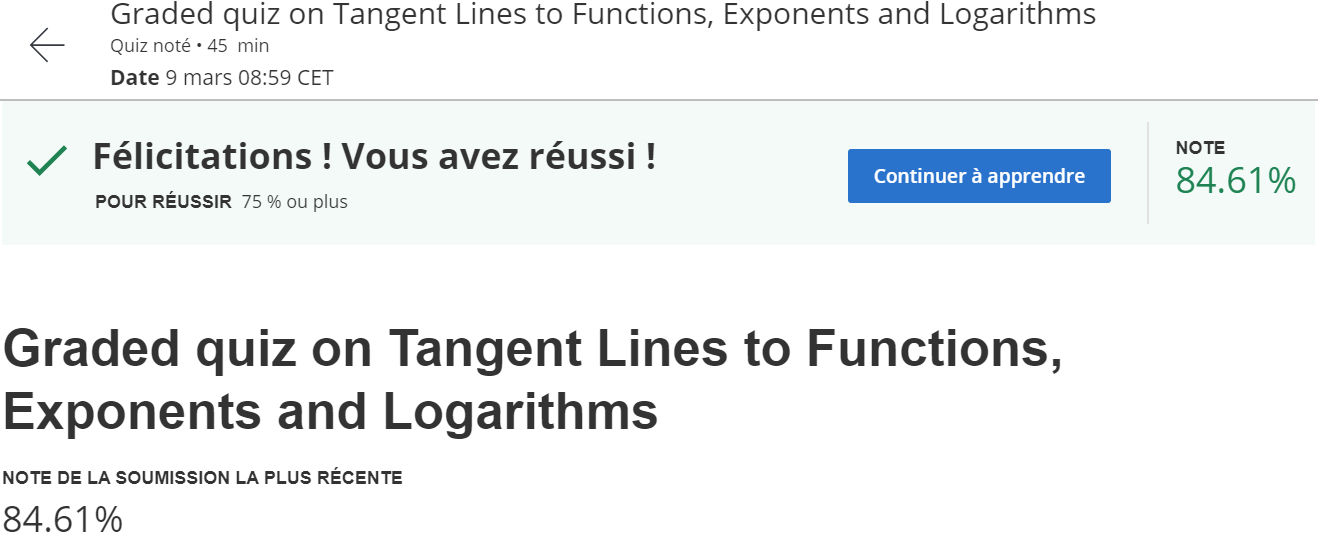 Graded quiz on Tangent Lines to Functions, Exponents and Logarithms
Quiz noté • 45 min
Date 9 mars 08:59 CET
Félicitations ! Vous avez réussi !
POUR RÉUSSIR 75 % ou plus
Continuer à apprendre
NOTE
84.61%
Graded quiz on Tangent Lines to Functions,
Exponents and Logarithms
NOTE DE LA SOUMISSION LA PLUS RÉCENTE
84.61%